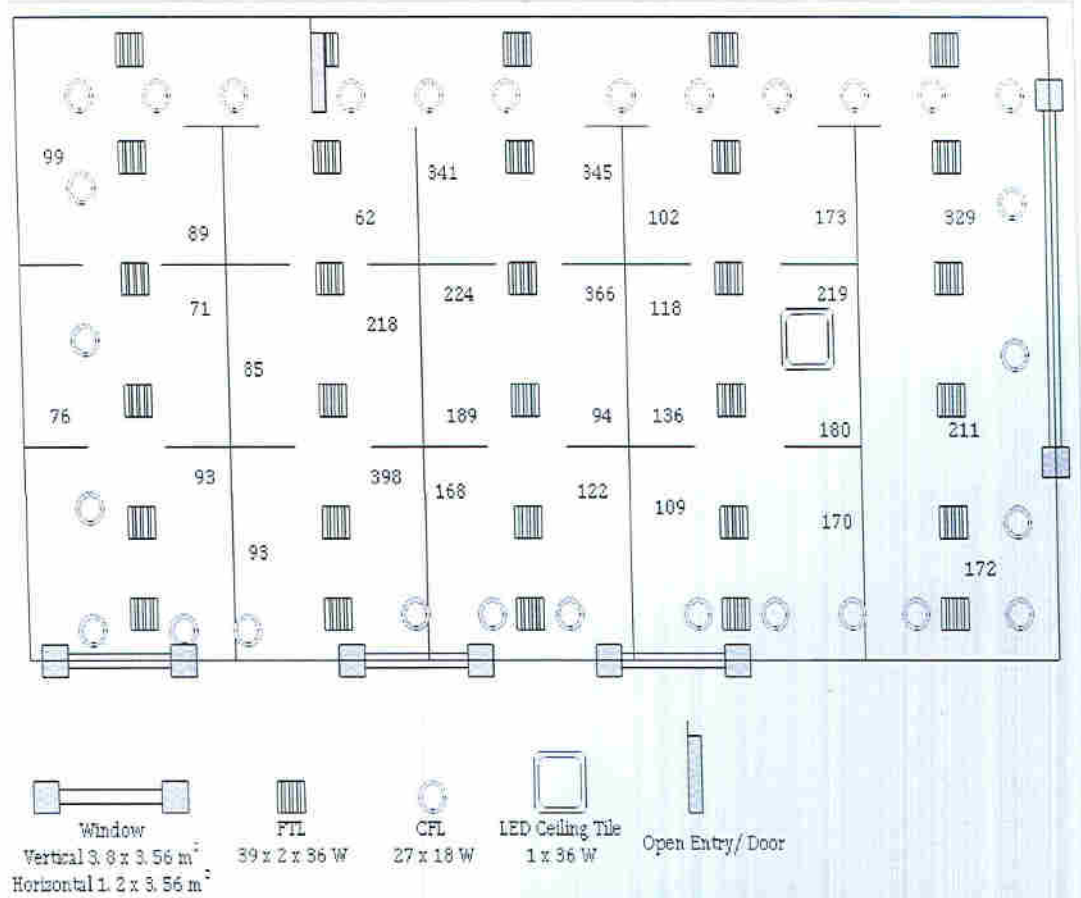 99
341
345
62
102
173
329
89
224
366
219
71
118
218
85
76
189
94
136
180
211
93
398
168
122
109
170
93
172
Window
Vertical 3. 8 x 3. 56 m²
Horizontal 1. 2 x 3. 56 m²
FTL
39 x 2 x 36 W
CFL
27 x 18 W
LED Ceiling Tile
1 x 36 W
Open Entry/ Door